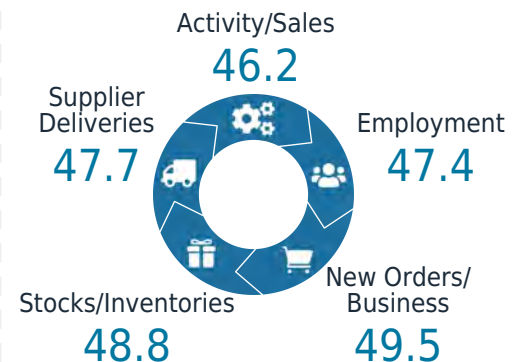 Activity/Sales
46.2
Supplier
Deliveries
47.7
Employment
47.4
Stocks/Inventories
48.8
New Orders/
Business
49.5